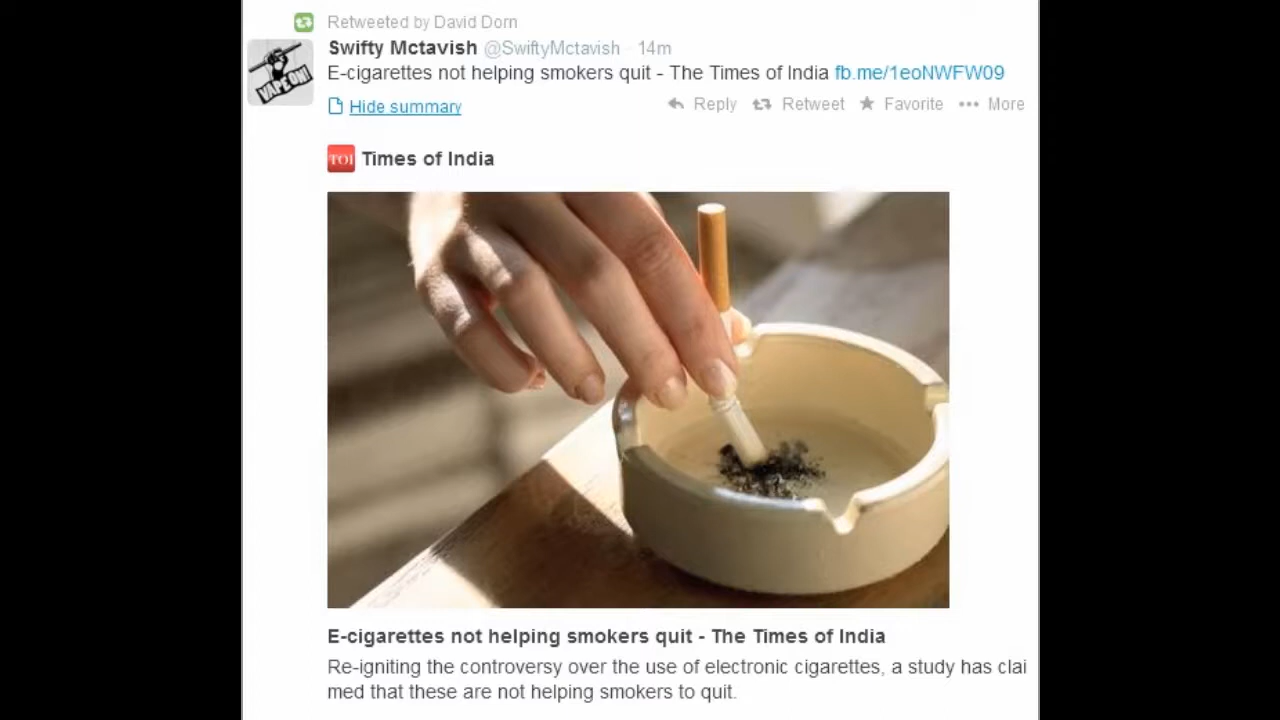 Retweeted by David Dorn
Swifty Mctavish @SwiftyMctavish · 14m
E-cigarettes not helping smokers quit - The Times of India fb.me/1eoNWFW09
VAPE ON!
Hide summary
Reply Retweet Favorite More
TOI Times of India
E-cigarettes not helping smokers quit - The Times of India
Re-igniting the controversy over the use of electronic cigarettes, a study has clai
med that these are not helping smokers to quit.